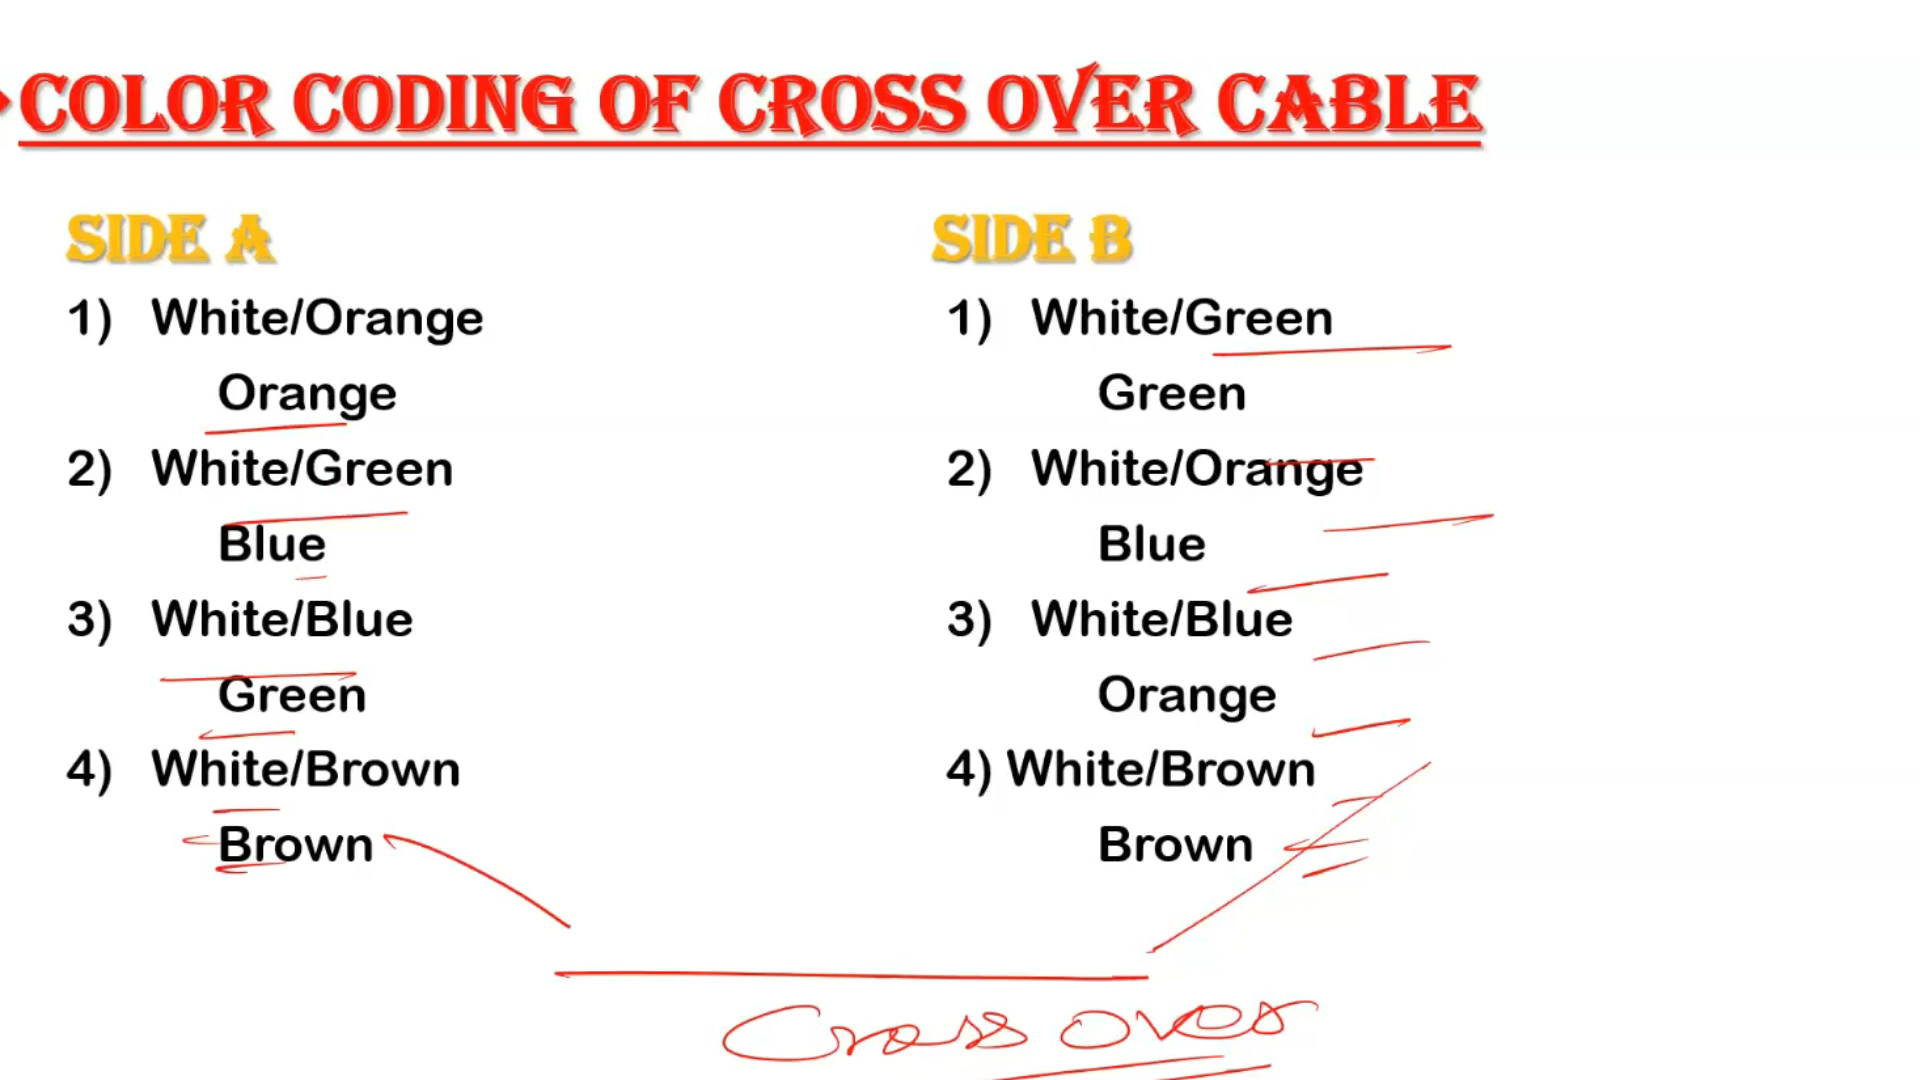 COLOR CODING OF CROSS OVER CABLE
SIDE A
1) White/Orange
Orange
2) White/Green
Blue
3) White/Blue
Green
4) White/Brown
Brown
SIDE B
1) White/Green
Green
2) White/Orange
Blue
3) White/Blue
Orange
4) White/Brown
Brown
Cross over